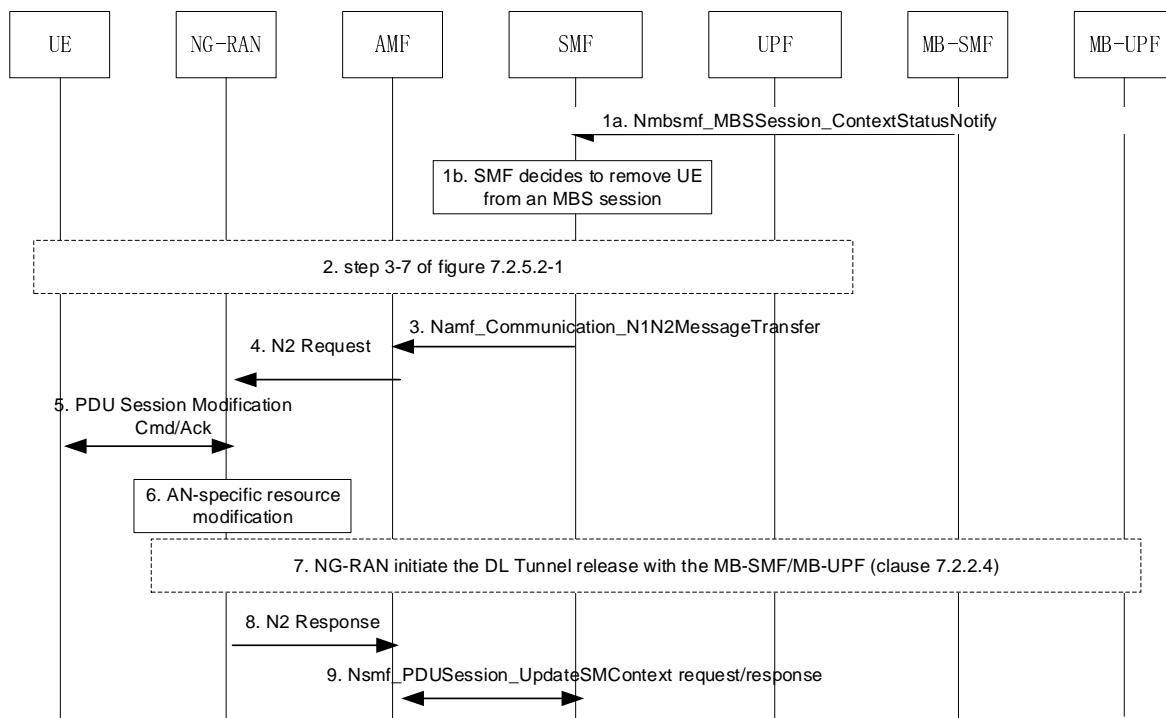 UE
NG-RAN
AMF
SMF
UPF
MB-SMF
MB-UPF
1a. Nmbsmf_MBSSession_ContextStatusNotify
1b. SMF decides to remove UE
from an MBS session
2. step 3-7 of figure 7.2.5.2-1
3. Namf_Communication_N1N2MessageTransfer
4. N2 Request
5. PDU Session Modification
Cmd/Ack
6. AN-specific resource
modification
7. NG-RAN initiate the DL Tunnel release with the MB-SMF/MB-UPF (clause 7.2.2.4)
8. N2 Response
9. Nsmf_PDUSession_UpdateSMContext request/response